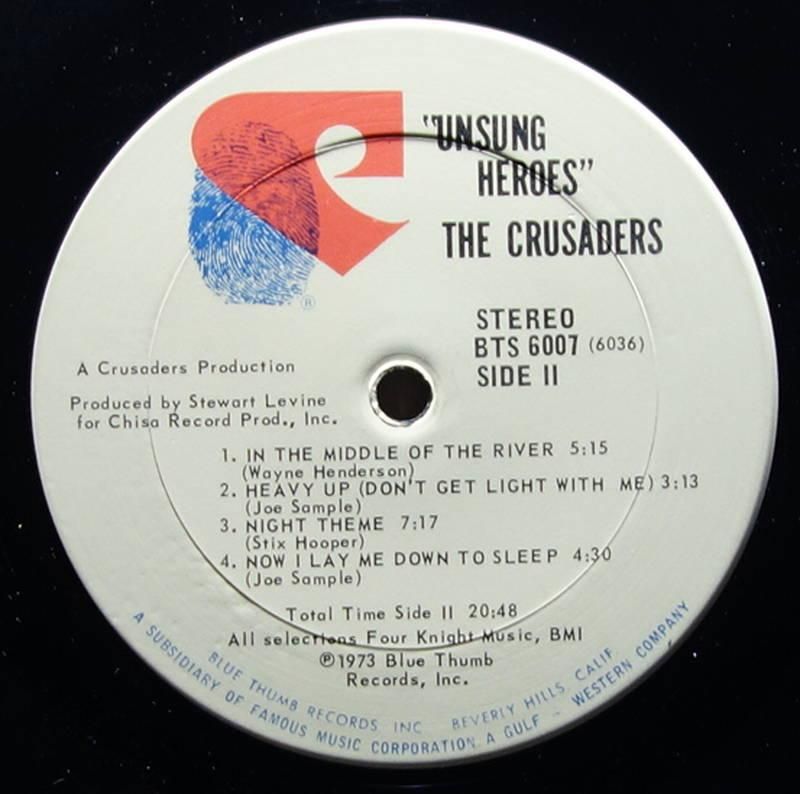 "UNSUNG
HEROES"
THE CRUSADERS
®
STEREO
BTS 6007 (6036)
SIDE II
A Crusaders Production
Produced by Stewart Levine
for Chisa Record Prod., Inc.
1. IN THE MIDDLE OF THE RIVER 5:15
(Wayne Henderson)
2. HEAVY UP (DON'T GET LIGHT WITH ME) 3:13
(Joe Sample)
3. NIGHT THEME 7:17
(Stix Hooper)
4. NOW I LAY ME DOWN TO SLEEP 4:30
(Joe Sample)
Total Time Side II 20:48
All selections Four Knight Music, BMI
℗1973 Blue Thumb
Records, Inc.
BLUE THUMB RECORDS, INC BEVERLY HILLS, CALIF.
A SUBSIDIARY OF FAMOUS MUSIC CORPORATION A GULF - WESTERN COMPANY